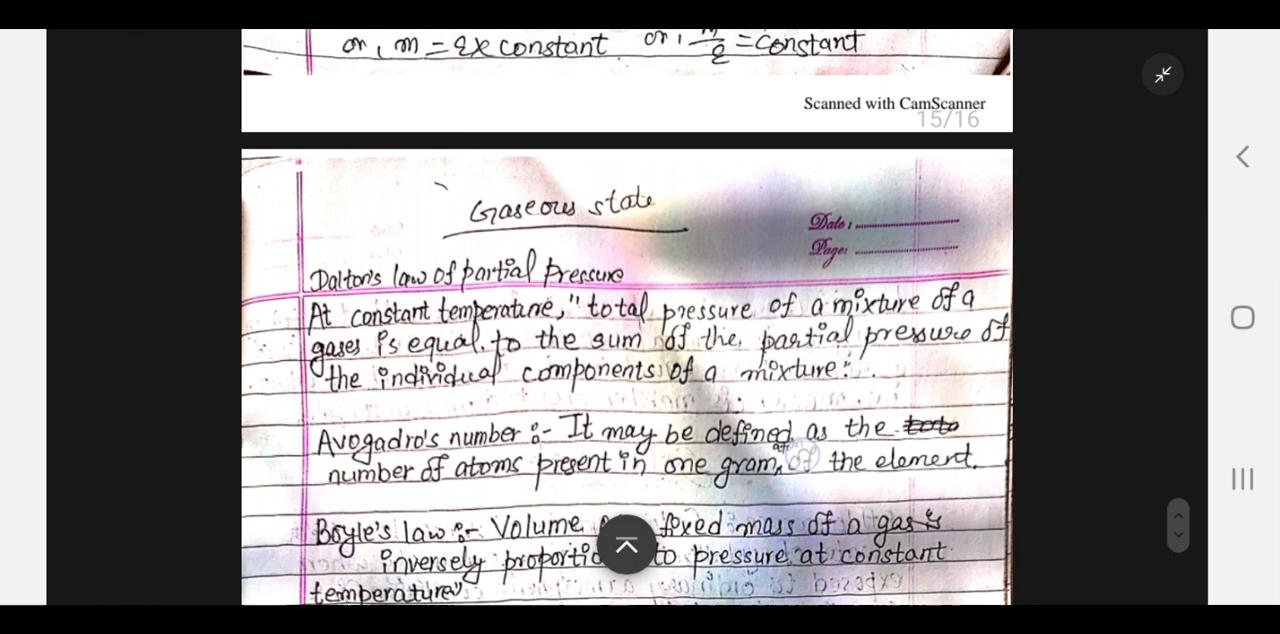 or, m = 2x constant or, m/2 = constant
Scanned with CamScanner
15/16
Gaseous state
Date:
Page:
Dalton's law of partial Pressure
At constant temperature, "total pressure of a mixture of a
gases is equal to the sum of the partial pressure of
the individual components of a mixture".
Avogadro's number :- It may be defined as the
number of atoms present in one gram of the element.
Boyle's law :- Volume fixed mass of a gas is
inversely to pressure at constant
temperature"